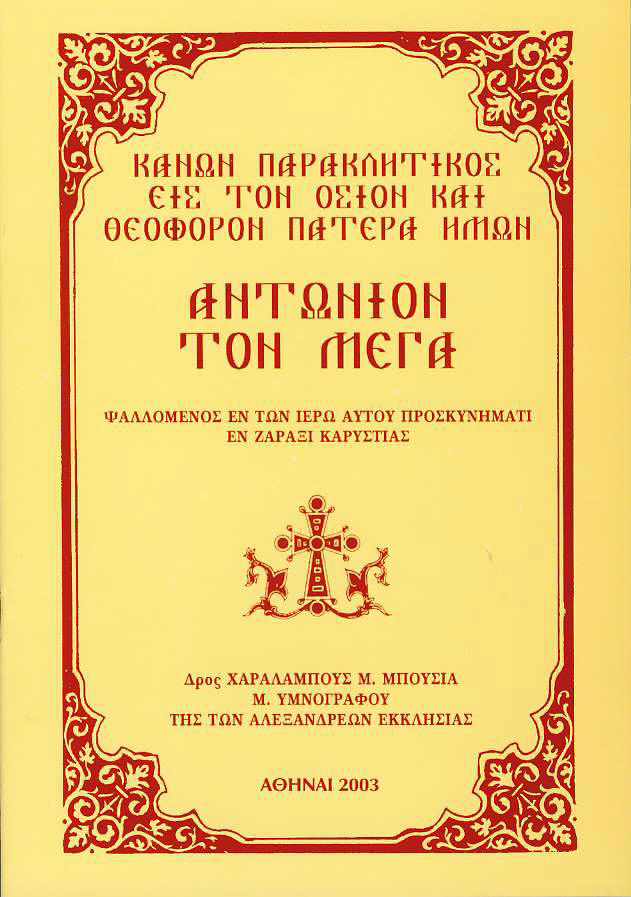 ΚΑΝΩΝ ΠΑΡΑΚΛΗΤΙΚΟΣ
ΕΙΣ ΤΟΝ ΟΣΙΟΝ ΚΑΙ
ΘΕΟΦΟΡΟΝ ΠΑΤΕΡΑ ΗΜΩΝ
ΑΝΤΩΝΙΟΝ
ΤΟΝ ΜΕΓΑ
ΨΑΛΛΟΜΕΝΟΣ ΕΝ ΤΩΝ ΙΕΡΩ ΑΥΤΟΥ ΠΡΟΣΚΥΝΗΜΑΤΙ
ΕΝ ΖΑΡΑΞΙ ΚΑΡΥΣΤΙΑΣ
Δρος ΧΑΡΑΛΑΜΠΟΥΣ Μ. ΜΠΟΥΣΙΑ
Μ. ΥΜΝΟΓΡΑΦΟΥ
ΤΗΣ ΤΩΝ ΑΛΕΞΑΝΔΡΕΩΝ ΕΚΚΛΗΣΙΑΣ
ΑΘΗΝΑΙ 2003